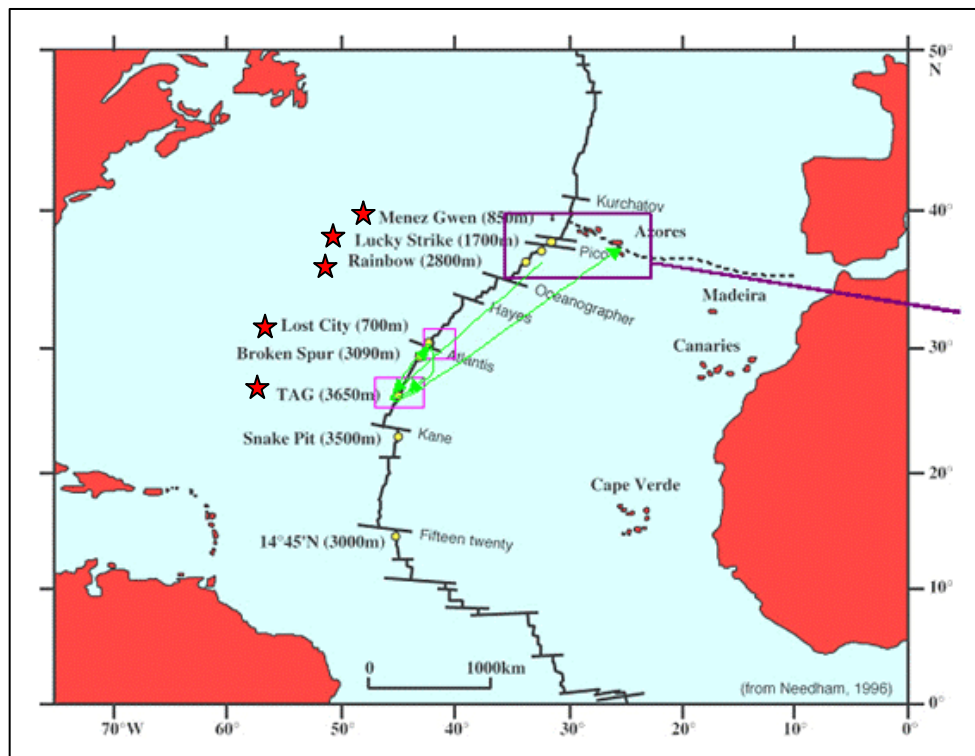 50°
N
Kurchatov
40°
Menez Gwen (850m)
Azores
Lucky Strike (1700m)
Pico
Rainbow (2800m)
Oceanographer
Madeira
Hayes
Lost City (700m)
Canaries
30°
Broken Spur (3090m)
Atlantis
TAG (3650m)
Kane
Snake Pit (3500m)
20°
Cape Verde
14°45'N (3000m)
Fifteen twenty
10°
0
1000km
(from Needham, 1996)
0°
70°W
60°
50°
40°
30°
20°
10°
0°